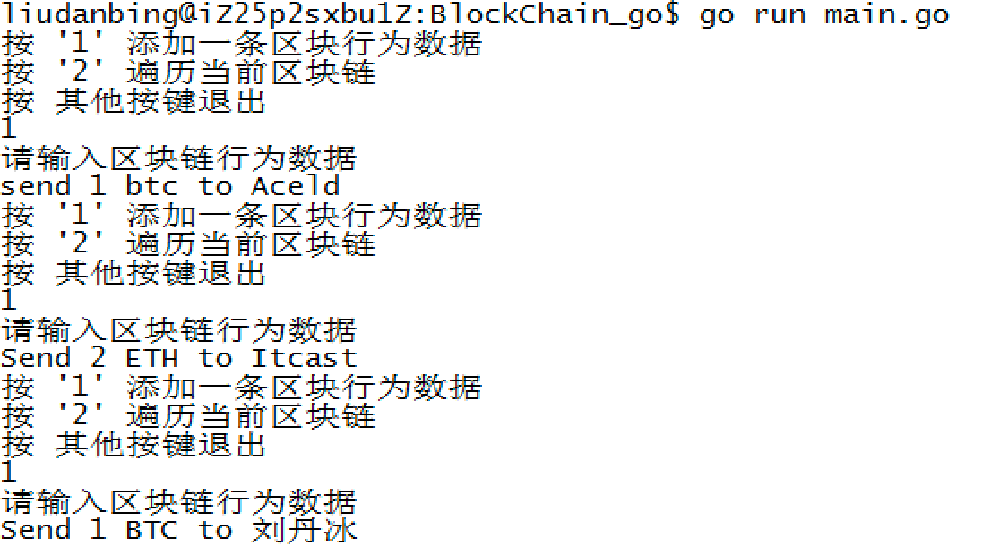 liudanbing@iZ25p2sxbu1Z:BlockChain_go$ go run main.go
按 '1' 添加一条区块行为数据
按 '2' 遍历当前区块链
按 其他按键退出
1
请输入区块链行为数据
send 1 btc to Aceld
按 '1' 添加一条区块行为数据
按 '2' 遍历当前区块链
按 其他按键退出
1
请输入区块链行为数据
Send 2 ETH to Itcast
按 '1' 添加一条区块行为数据
按 '2' 遍历当前区块链
按 其他按键退出
1
请输入区块链行为数据
Send 1 BTC to 刘丹冰